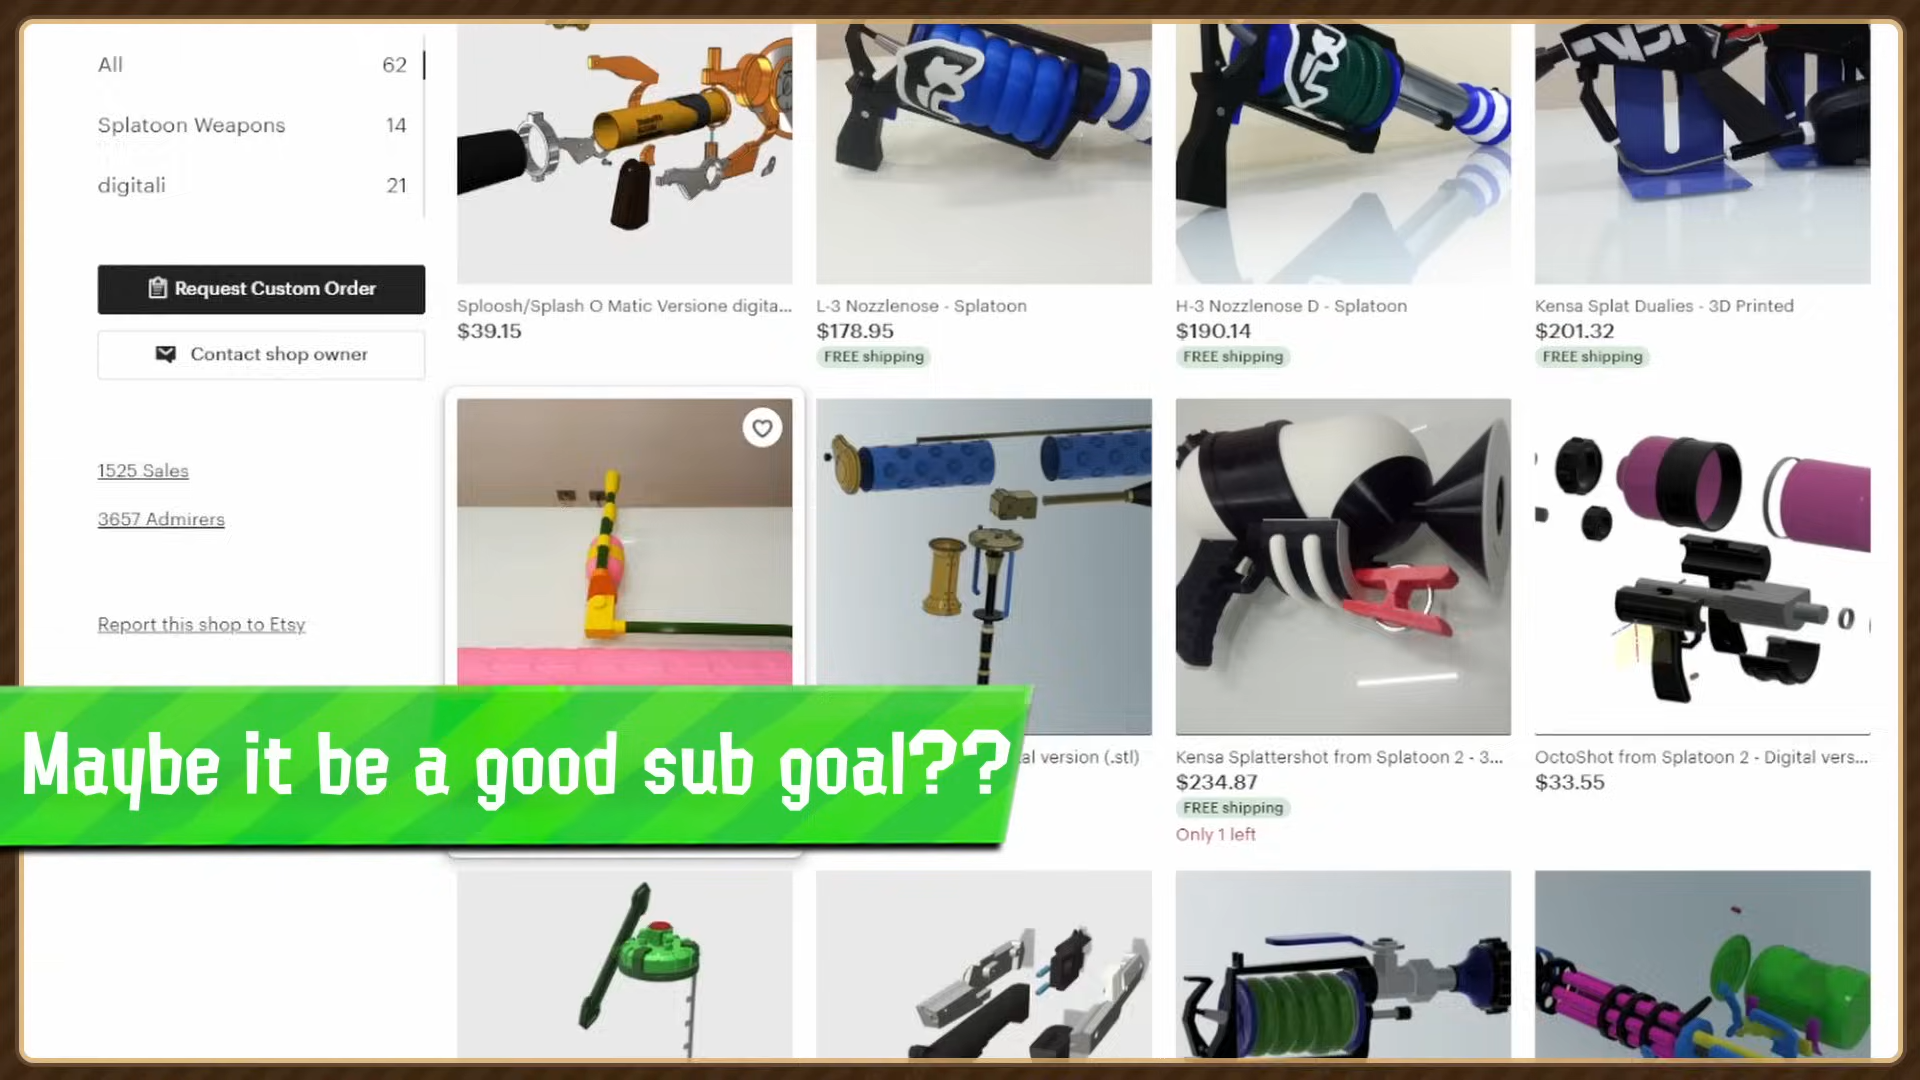 All 62
Splatoon Weapons 14
digitali 21
Request Custom Order
Contact shop owner
1525 Sales
3657 Admirers
Report this shop to Etsy
Sploosh/Splash O Matic Versione digita...
$39.15
L-3 Nozzlenose - Splatoon
$178.95
FREE shipping
H-3 Nozzlenose D - Splatoon
$190.14
FREE shipping
Kensa Splat Dualies - 3D Printed
$201.32
FREE shipping
al version (.stl)
Kensa Splattershot from Splatoon 2 - 3...
$234.87
FREE shipping
Only 1 left
OctoShot from Splatoon 2 - Digital vers...
$33.55
Maybe it be a good sub goal??